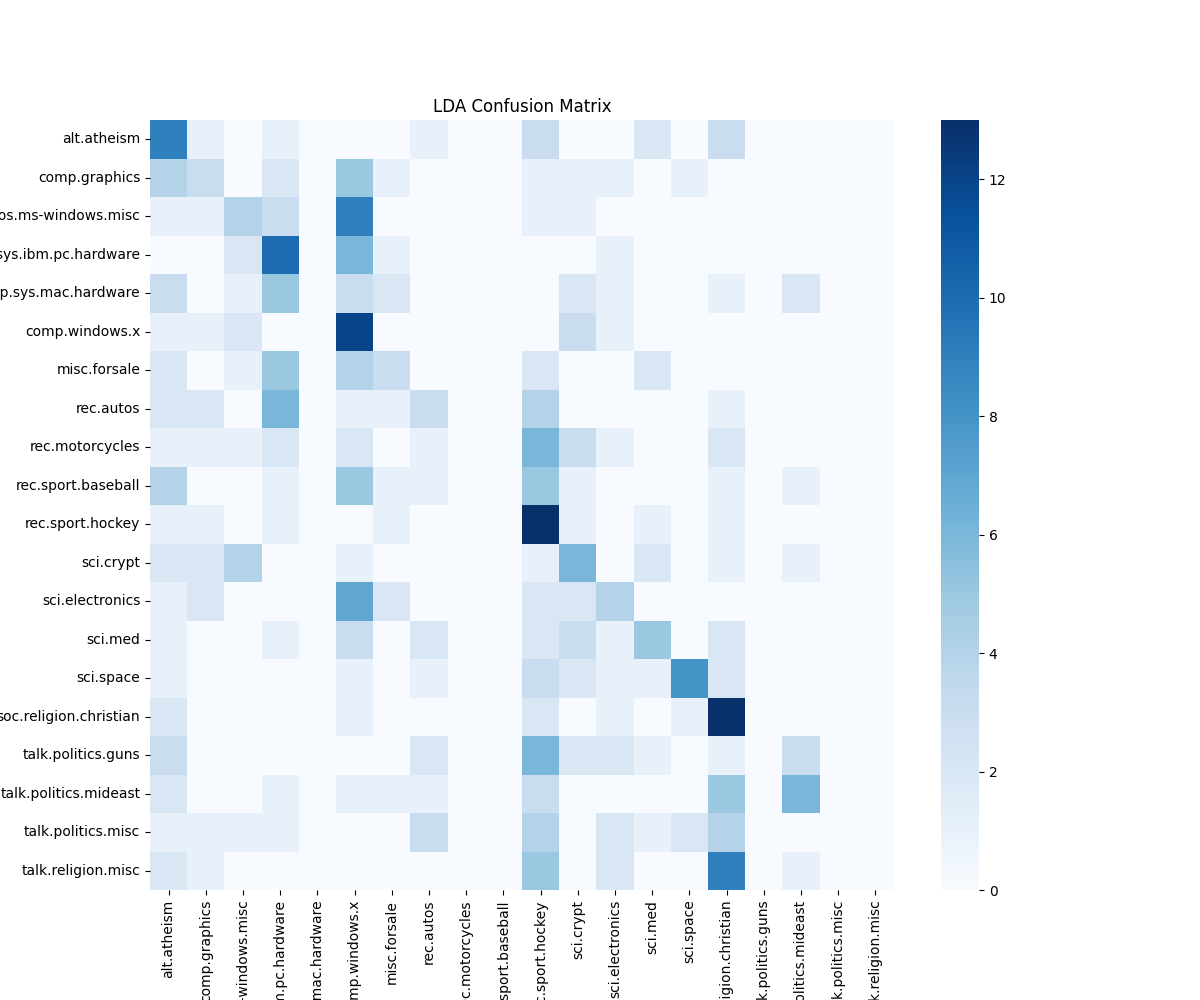 LDA Confusion Matrix
alt.atheism
comp.graphics
os.ms-windows.misc
sys.ibm.pc.hardware
p.sys.mac.hardware
comp.windows.x
misc.forsale
rec.autos
rec.motorcycles
rec.sport.baseball
rec.sport.hockey
sci.crypt
sci.electronics
sci.med
sci.space
soc.religion.christian
talk.politics.guns
talk.politics.mideast
talk.politics.misc
talk.religion.misc
12
10
8
6
4
2
0
alt.atheism
comp.graphics
-windows.misc
m.pc.hardware
mac.hardware
mp.windows.x
misc.forsale
rec.autos
c.motorcycles
sport.baseball
c.sport.hockey
sci.crypt
sci.electronics
sci.med
sci.space
igion.christian
k.politics.guns
olitics.mideast
k.politics.misc
k.religion.misc